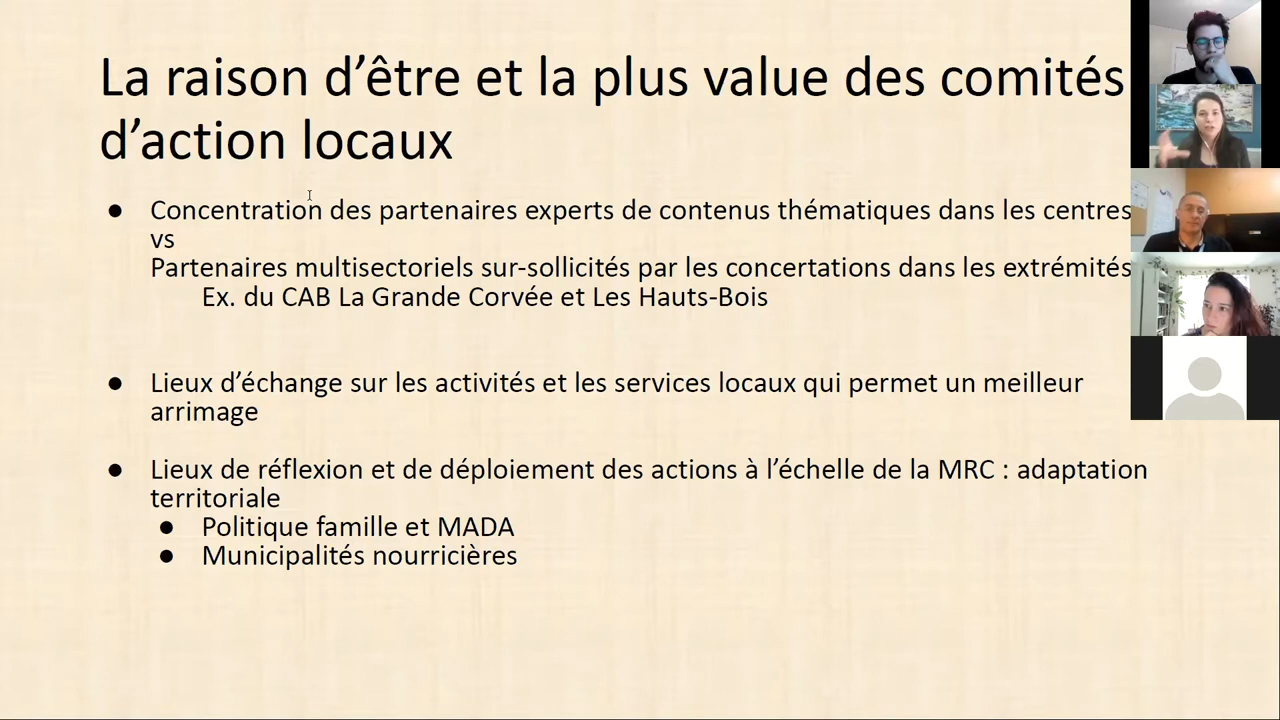 La raison d’être et la plus value des comités
d’action locaux
● Concentration des partenaires experts de contenus thématiques dans les centres
vs
Partenaires multisectoriels sur-sollicités par les concertations dans les extrémités
Ex. du CAB La Grande Corvée et Les Hauts-Bois
● Lieux d’échange sur les activités et les services locaux qui permet un meilleur
arrimage
● Lieux de réflexion et de déploiement des actions à l’échelle de la MRC : adaptation
territoriale
● Politique famille et MADA
● Municipalités nourricières